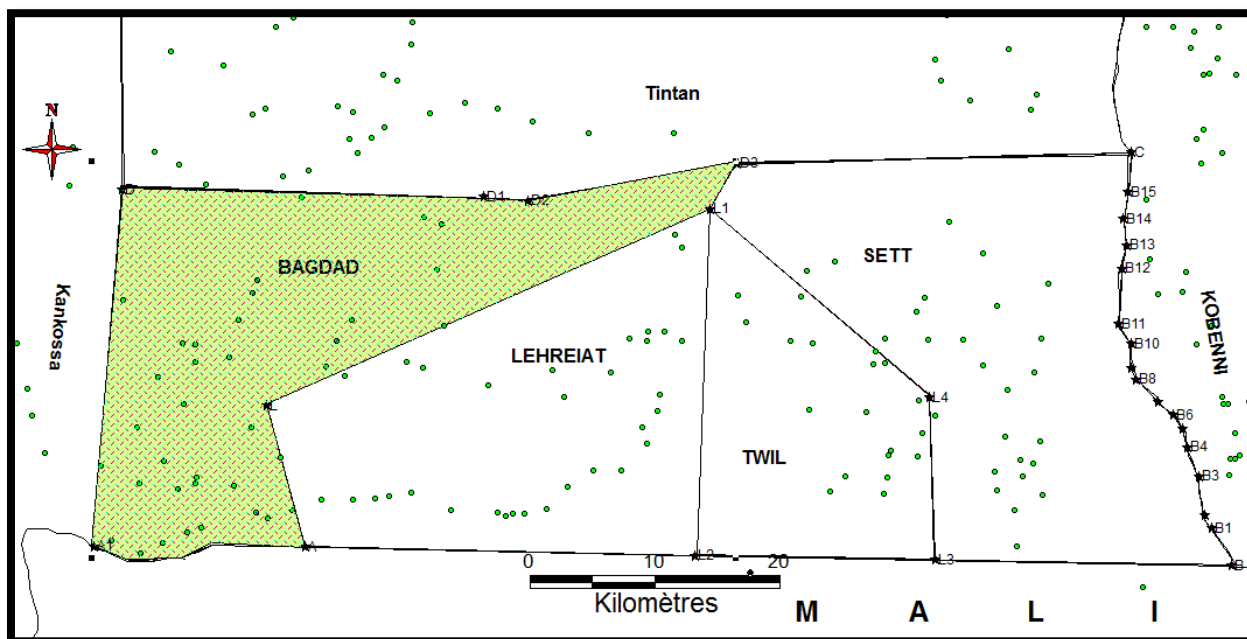 Tintan
N
C
D3
D
D1
D2
B15
L1
B14
SETT
B13
BAGDAD
B12
Kankossa
KOBENNI
B11
LEHREIAT
B10
B8
L4
L
B6
B4
TWIL
B3
B1
A1
A
L2
L3
B
0 10 20
Kilomètres
M A L I